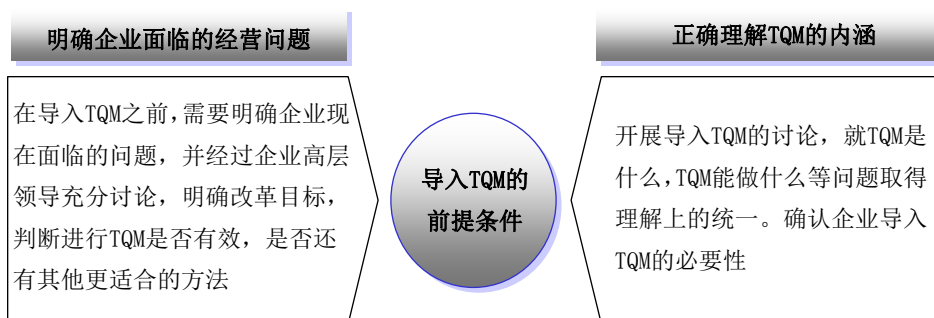 明确企业面临的经营问题
在导入TQM之前,需要明确企业现
在面临的问题，并经过企业高层
领导充分讨论，明确改革目标，
判断进行TQM是否有效，是否还
有其他更适合的方法
导入TQM的
前提条件
正确理解TQM的内涵
开展导入TQM的讨论，就TQM是
什么,TQM能做什么等问题取得
理解上的统一。确认企业导入
TQM的必要性